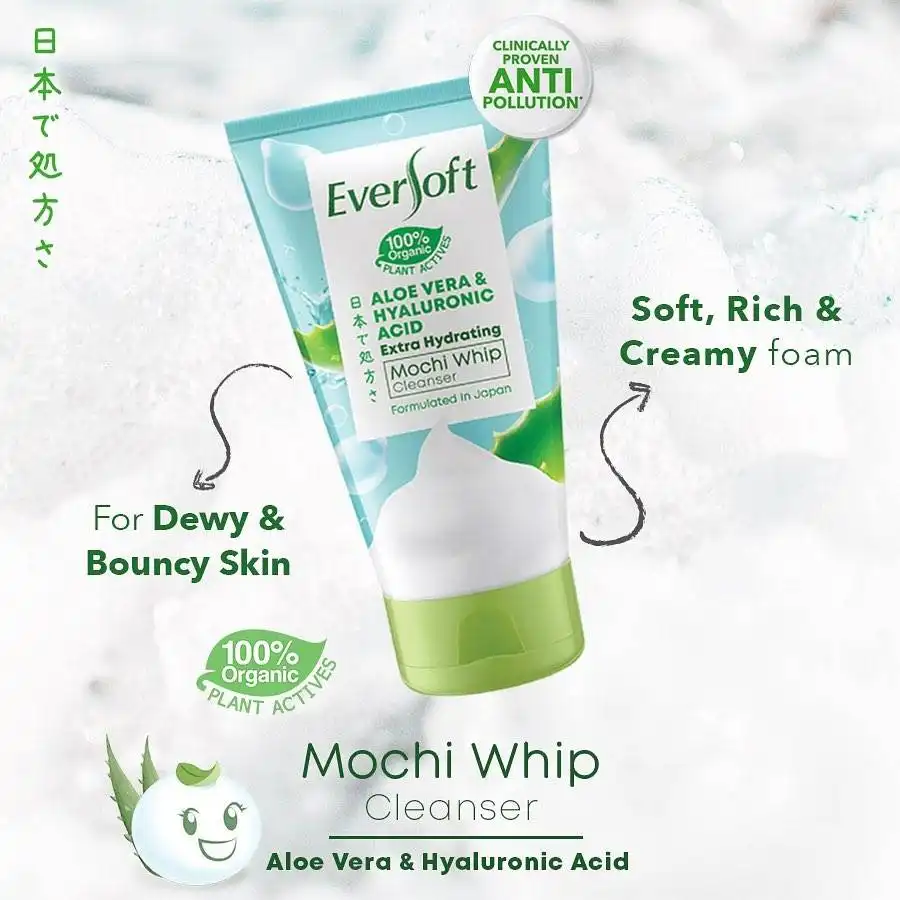 日本で処方さ
CLINICALLY
PROVEN
ANTI
POLLUTION*
EverSoft
100%
Organic
PLANT ACTIVES
ALOE VERA &
HYALURONIC
ACID
Extra Hydrating
Mochi Whip
Cleanser
Formulated in Japan
日本で処方さ
Soft, Rich &
Creamy foam
For Dewy &
Bouncy Skin
100%
Organic
PLANT ACTIVES
Mochi Whip
Cleanser
Aloe Vera & Hyaluronic Acid